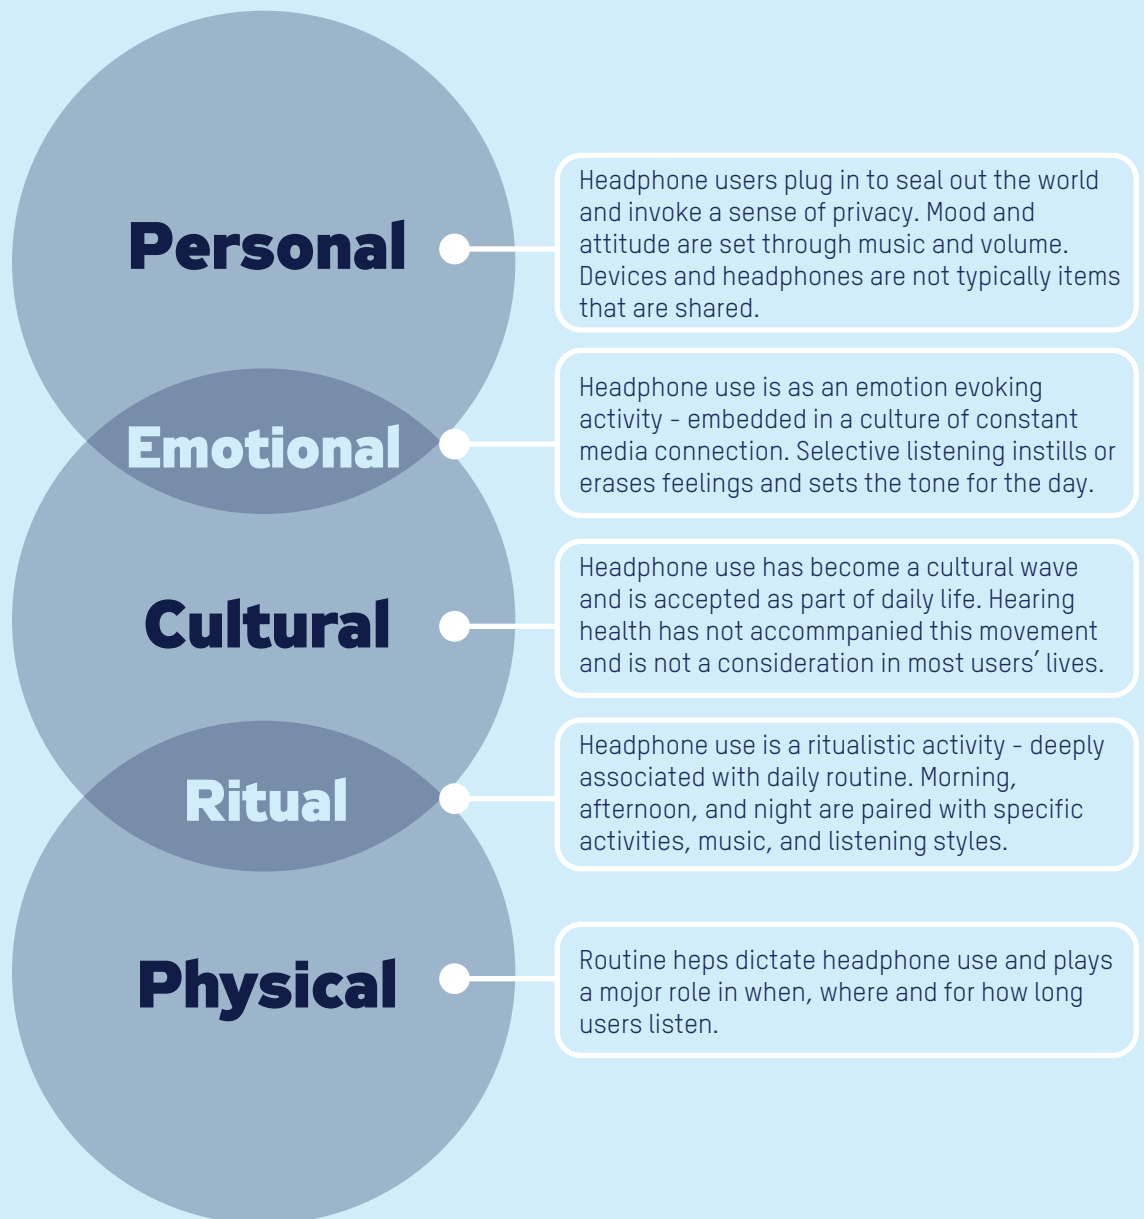 Personal
Headphone users plug in to seal out the world
and invoke a sense of privacy. Mood and
attitude are set through music and volume.
Devices and headphones are not typically items
that are shared.
Emotional
Headphone use is as an emotion evoking
activity - embedded in a culture of constant
media connection. Selective listening instills or
erases feelings and sets the tone for the day.
Cultural
Headphone use has become a cultural wave
and is accepted as part of daily life. Hearing
health has not accommpanied this movement
and is not a consideration in most users’ lives.
Ritual
Headphone use is a ritualistic activity - deeply
associated with daily routine. Morning,
afternoon, and night are paired with specific
activities, music, and listening styles.
Physical
Routine heps dictate headphone use and plays
a mojor role in when, where and for how long
users listen.